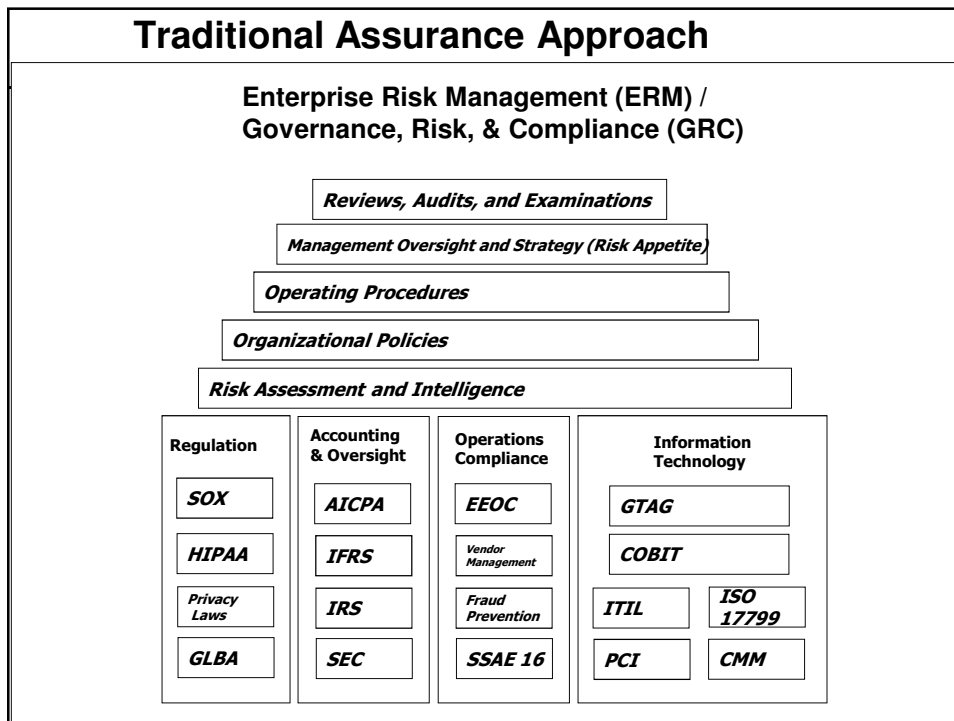 Traditional Assurance Approach
Enterprise Risk Management (ERM) /
Governance, Risk, & Compliance (GRC)
Reviews, Audits, and Examinations
Management Oversight and Strategy (Risk Appetite)
Operating Procedures
Organizational Policies
Risk Assessment and Intelligence
Regulation
SOX
HIPAA
Privacy
Laws
GLBA
Accounting
& Oversight
AICPA
IFRS
IRS
SEC
Operations
Compliance
EEOC
Vendor
Management
Fraud
Prevention
SSAE 16
Information
Technology
GTAG
COBIT
ITIL
ISO
17799
PCI
CMM